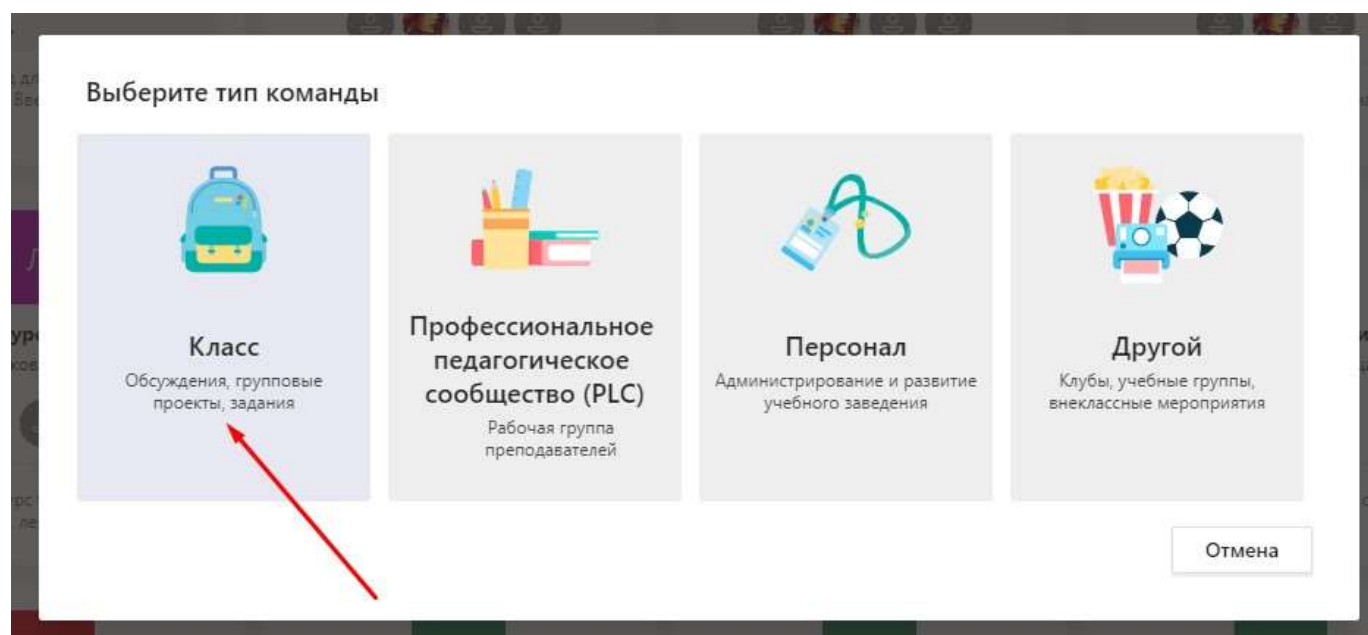 Выберите тип команды
Класс
Обсуждения, групповые
проекты, задания
Профессиональное
педагогическое
сообщество (PLC)
Рабочая группа
преподавателей
Персонал
Администрирование и развитие
учебного заведения
Другой
Клубы, учебные группы,
внеклассные мероприятия
Отмена